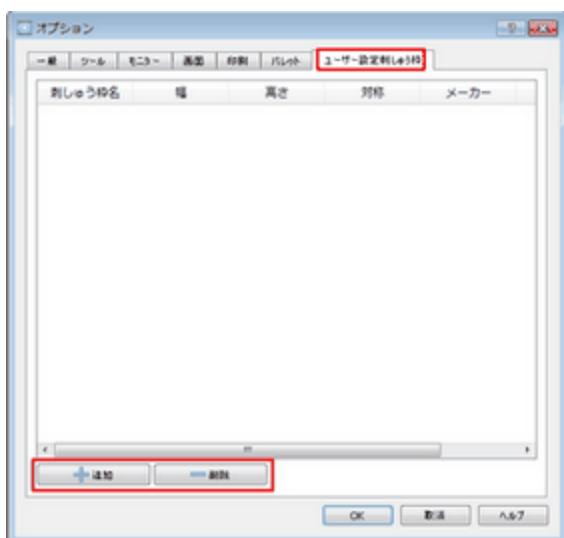 オプション
一般 ツール モニター 画面 印刷 パレット ユーザー設定刺しゅう枠
刺しゅう枠名 幅 高さ 対称 メーカー
追加 削除
OK 取消 ヘルプ